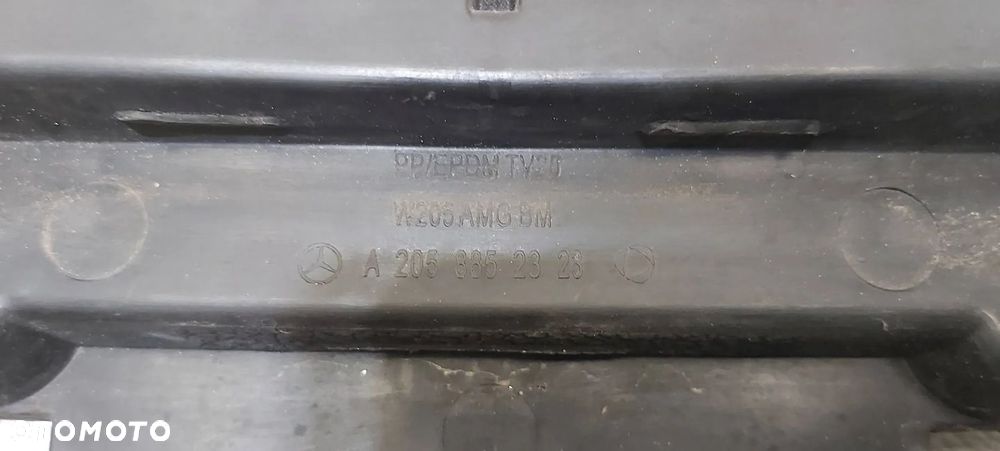 PP/EPDM TV20
W205 AMG BM
A 205 885 23 23
OTOMOTO